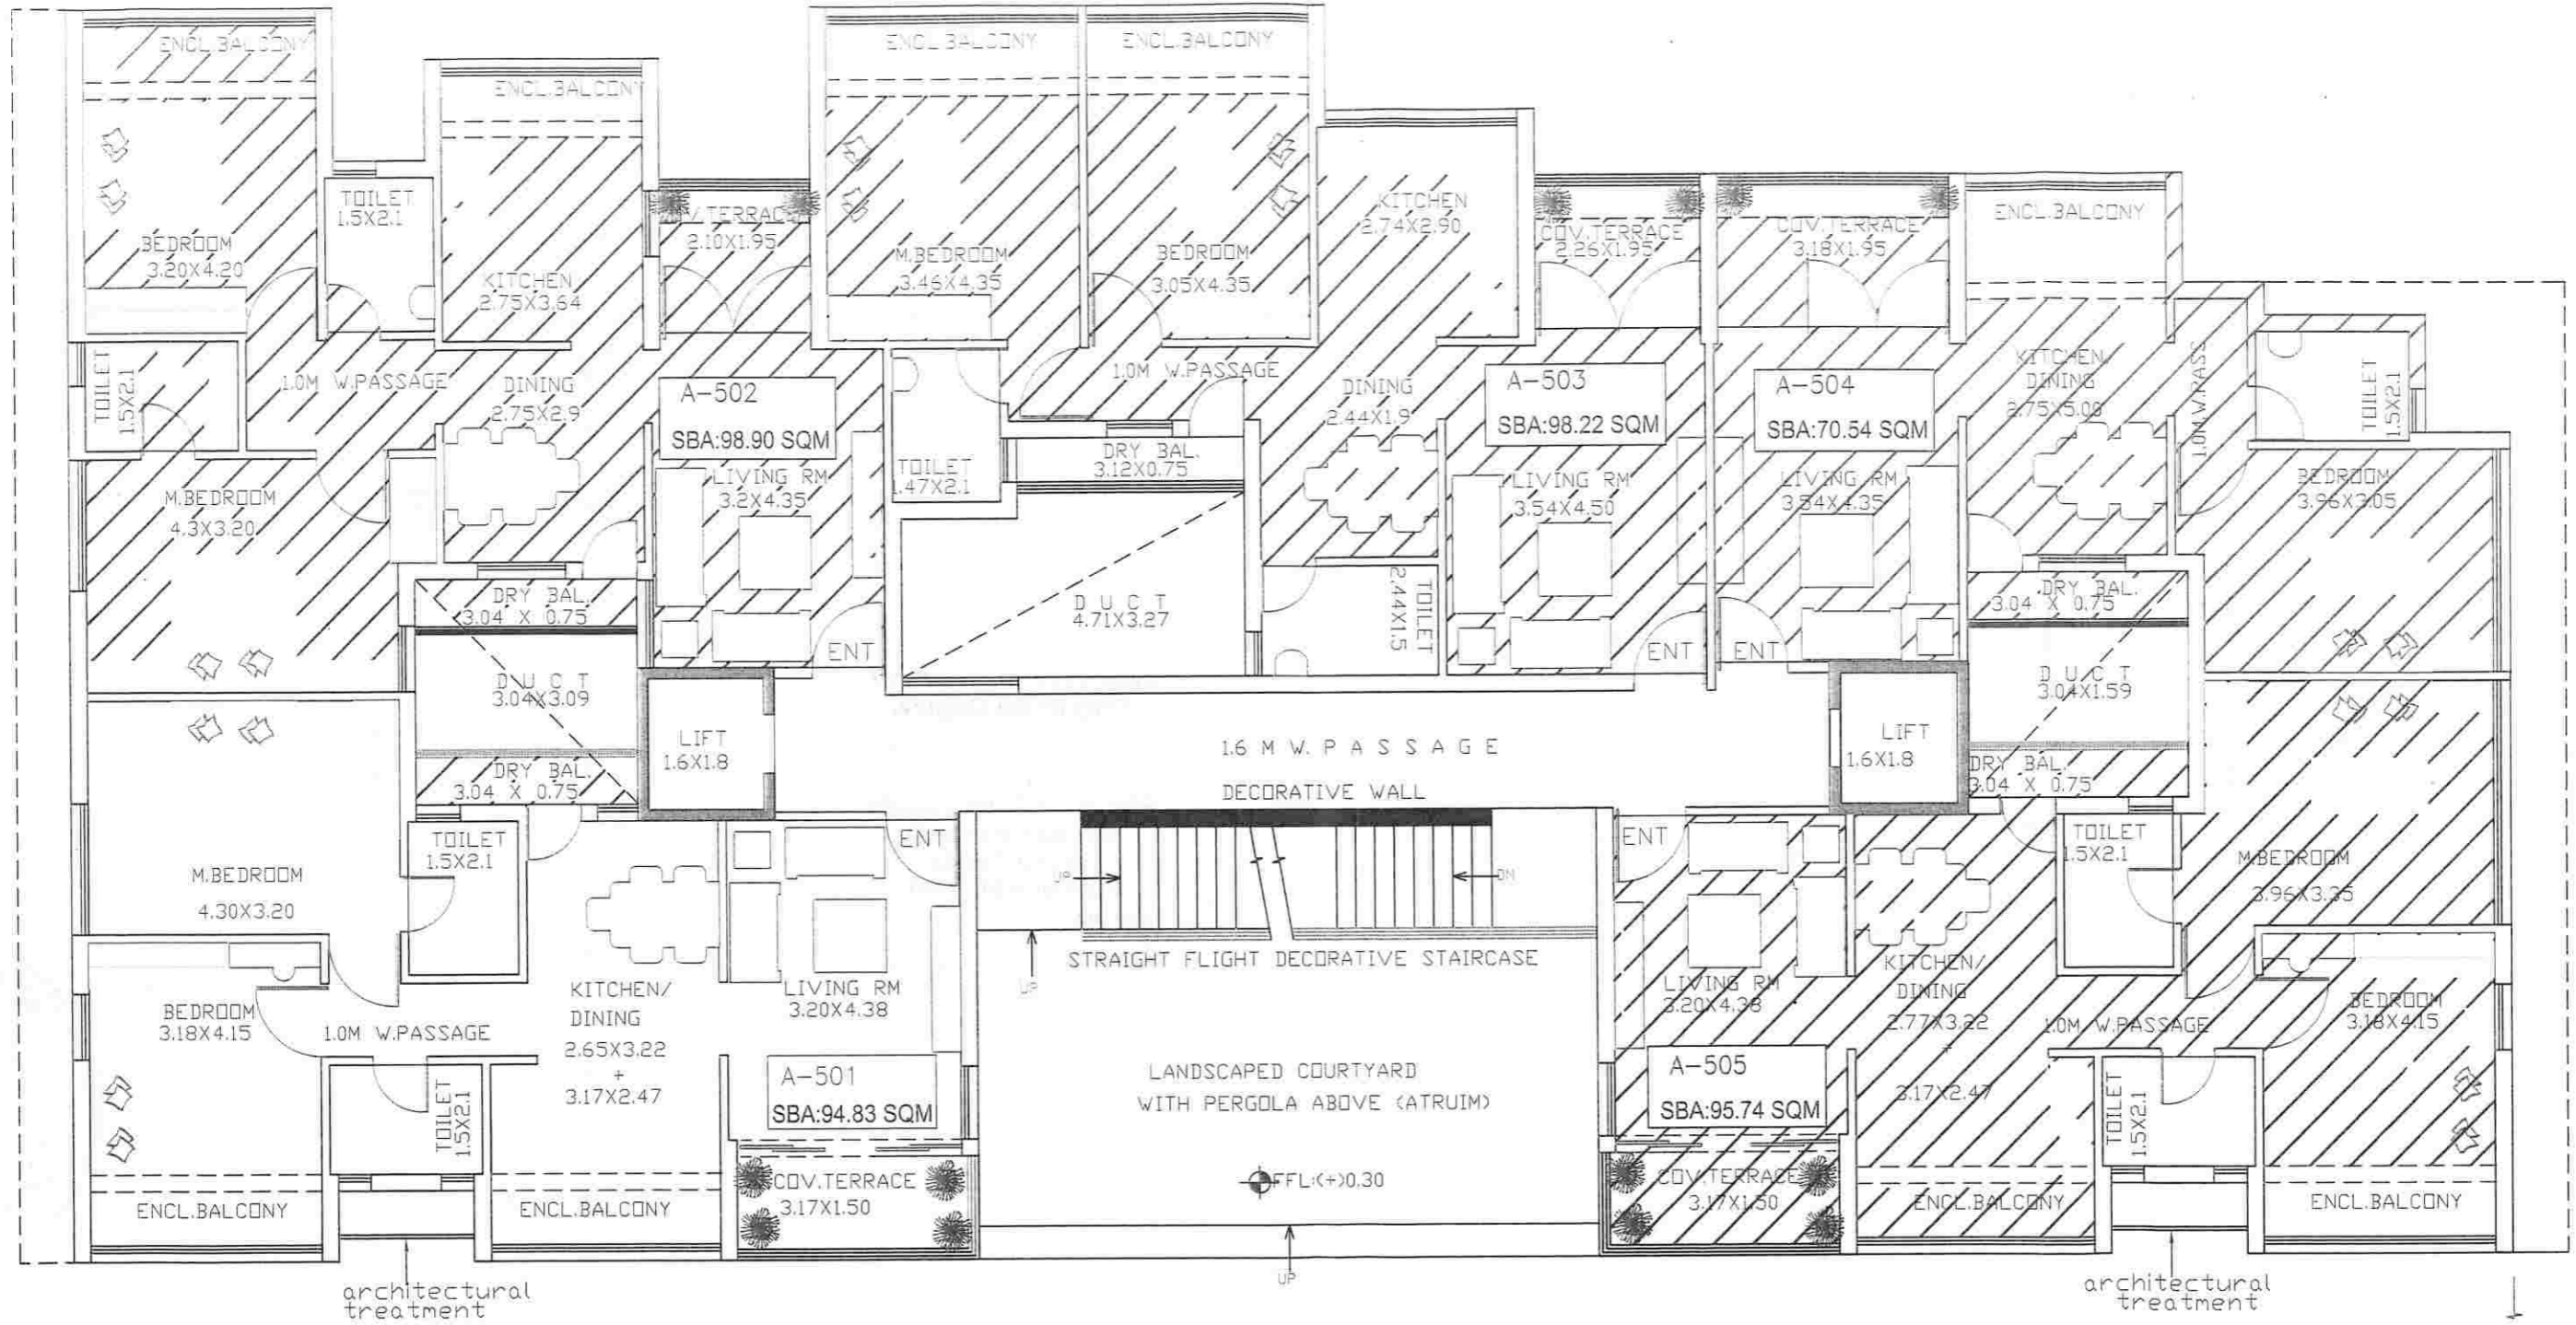 ENCL.BALCONY
BEDROOM
3.20X4.20
TOILET
1.5X2.1
ENCL.BALCONY
KITCHEN
2.75X3.64
V.TERRACE
2.10X1.95
ENCL.BALCONY
M.BEDROOM
3.46X4.35
ENCL.BALCONY
BEDROOM
3.05X4.35
KITCHEN
2.74X2.90
COV.TERRACE
2.26X1.95
COV.TERRACE
3.18X1.95
ENCL.BALCONY
TOILET
1.5X2.1
1.0M W.PASSAGE
DINING
2.75X2.9
A-502
SBA:98.90 SQM
LIVING RM
3.2X4.35
M.BEDROOM
4.3X3.20
DRY BAL.
3.04 X 0.75
ENT
TOILET
1.47X2.1
1.0M W.PASSAGE
DRY BAL.
3.12X0.75
DUCT
4.71X3.27
DINING
2.44X1.9
TOILET
2.44X1.5
A-503
SBA:98.22 SQM
LIVING RM
3.54X4.50
ENT
A-504
SBA:70.54 SQM
LIVING RM
3.54X4.35
ENT
KITCHEN
DINING
2.75X5.00
1.0M.W.PASS
TOILET
1.5X2.1
BEDROOM
3.96X3.05
DRY BAL.
3.04 X 0.75
DUCT
3.04X3.09
DRY BAL.
3.04 X 0.75
LIFT
1.6X1.8
1.6 M W. PASSAGE
DECORATIVE WALL
LIFT
1.6X1.8
DUCT
3.04X1.59
DRY BAL.
3.04 X 0.75
M.BEDROOM
4.30X3.20
TOILET
1.5X2.1
BEDROOM
3.18X4.15
1.0M W.PASSAGE
KITCHEN/
DINING
2.65X3.22
+
3.17X2.47
ENT
LIVING RM
3.20X4.38
A-501
SBA:94.83 SQM
TOILET
1.5X2.1
ENCL.BALCONY
ENCL.BALCONY
COV.TERRACE
3.17X1.50
UP
DN
UP
STRAIGHT FLIGHT DECORATIVE STAIRCASE
LANDSCAPED COURTYARD
WITH PERGOLA ABOVE (ATRUIM)
FFL:(+)0.30
UP
ENT
LIVING RM
3.20X4.38
A-505
SBA:95.74 SQM
COV.TERRACE
3.17X1.50
KITCHEN/
DINING
2.77X3.22
+
3.17X2.47
ENCL.BALCONY
TOILET
1.5X2.1
M.BEDROOM
3.96X3.35
1.0M W.PASSAGE
BEDROOM
3.18X4.15
TOILET
1.5X2.1
ENCL.BALCONY
architectural
treatment
architectural
treatment